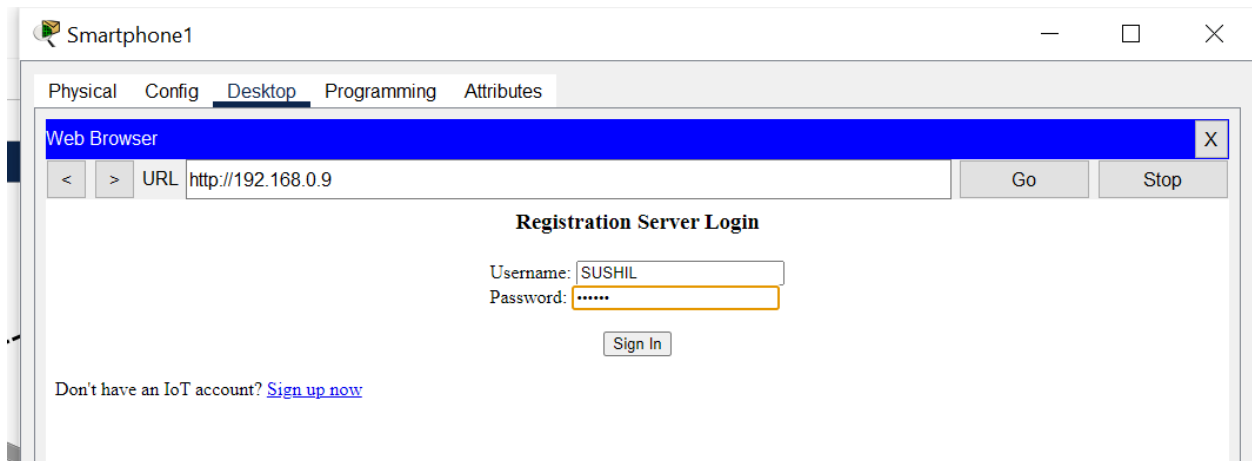 Smartphone1
Physical Config Desktop Programming Attributes
Web Browser X
< > URL http://192.168.0.9 Go Stop
Registration Server Login
Username: SUSHIL
Password: ••••••
Sign In
Don't have an IoT account? Sign up now